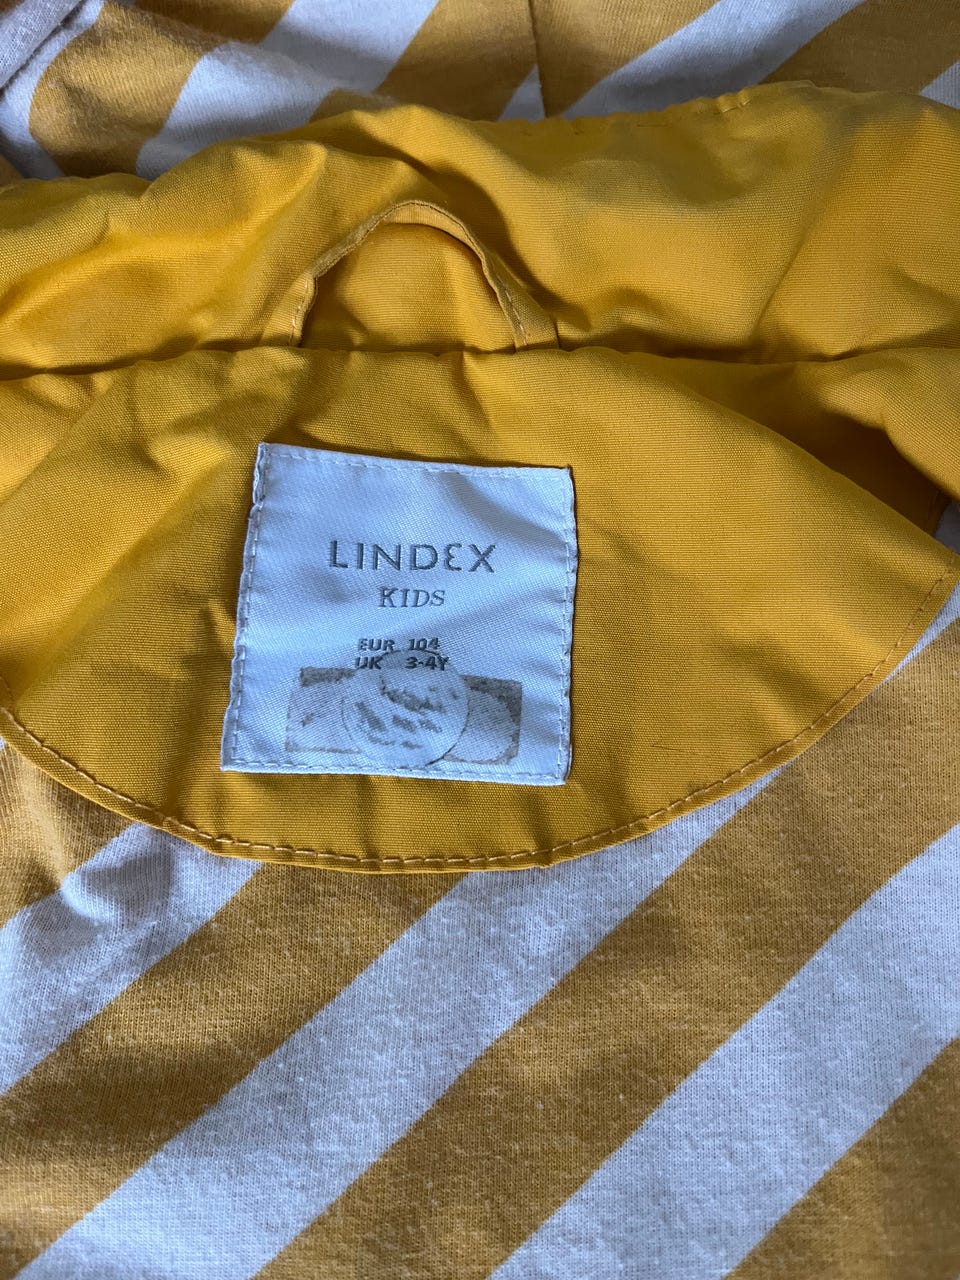 LINDEX
KIDS
EUR 104
UK 3-4Y